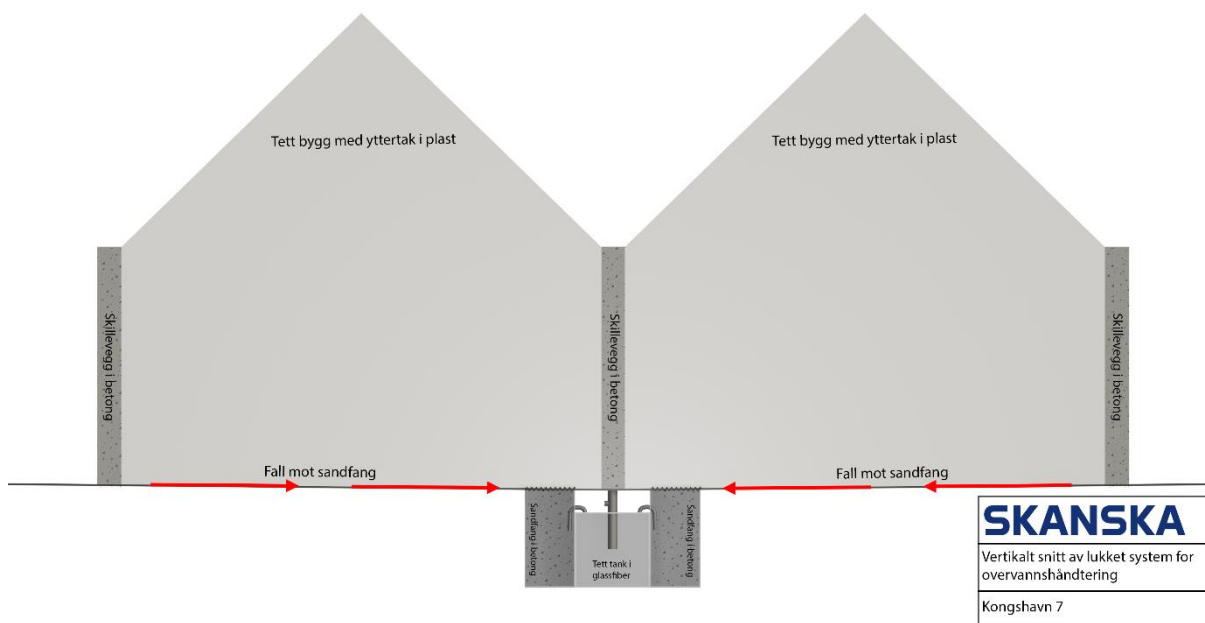 Tett bygg med yttertak i plast
Tett bygg med yttertak i plast
Skillevegg i betong
Skillevegg i betong
Skillevegg i betong
Fall mot sandfang
Fall mot sandfang
Sandfang i betong
Tett tank i
glassfiber
Sandfang i betong
SKANSKA
Vertikalt snitt av lukket system for
overvannshåndtering
Kongshavn 7